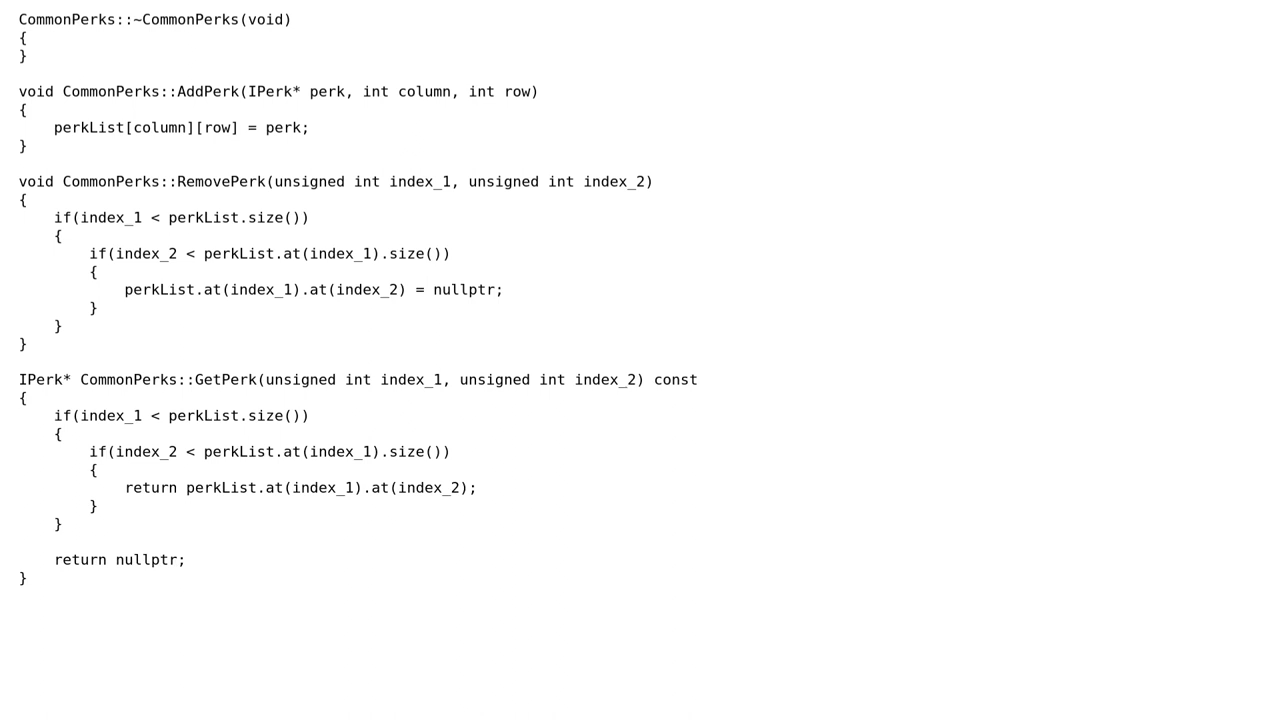 CommonPerks::~CommonPerks(void)
{
}

void CommonPerks::AddPerk(IPerk* perk, int column, int row)
{
    perkList[column][row] = perk;
}

void CommonPerks::RemovePerk(unsigned int index_1, unsigned int index_2)
{
    if(index_1 < perkList.size())
    {
        if(index_2 < perkList.at(index_1).size())
        {
            perkList.at(index_1).at(index_2) = nullptr;
        }
    }
}

IPerk* CommonPerks::GetPerk(unsigned int index_1, unsigned int index_2) const
{
    if(index_1 < perkList.size())
    {
        if(index_2 < perkList.at(index_1).size())
        {
            return perkList.at(index_1).at(index_2);
        }
    }

    return nullptr;
}